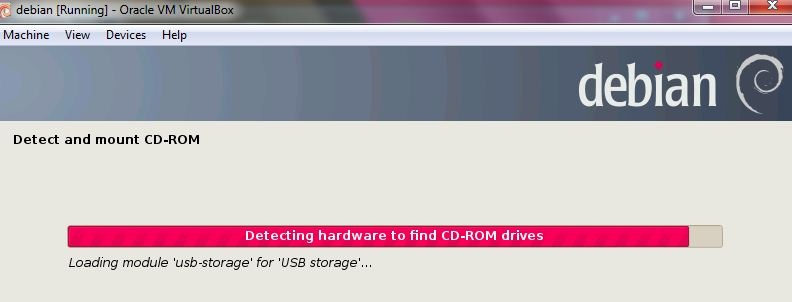 debian [Running] - Oracle VM VirtualBox
Machine View Devices Help
debian
Detect and mount CD-ROM
Detecting hardware to find CD-ROM drives
Loading module 'usb-storage' for 'USB storage'...